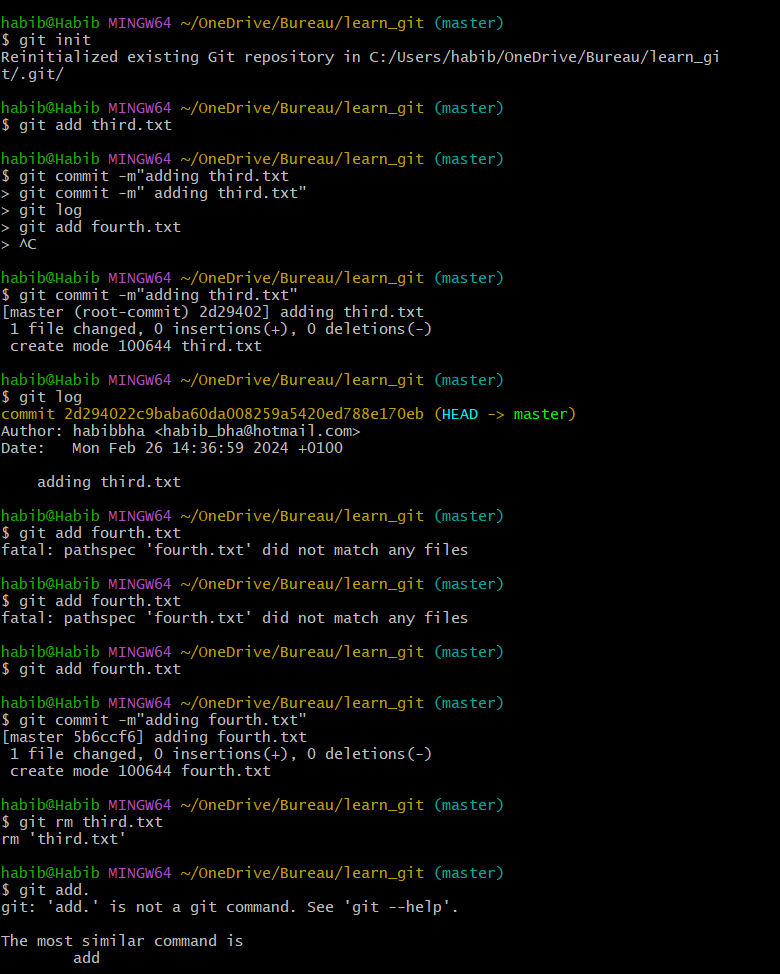 habib@Habib MINGW64 ~/OneDrive/Bureau/learn_git (master)
$ git init
Reinitialized existing Git repository in C:/Users/habib/OneDrive/Bureau/learn_gi
t/.git/
habib@Habib MINGW64 ~/OneDrive/Bureau/learn_git (master)
$ git add third.txt
habib@Habib MINGW64 ~/OneDrive/Bureau/learn_git (master)
$ git commit -m"adding third.txt
> git commit -m" adding third.txt"
> git log
> git add fourth.txt
> ^C
habib@Habib MINGW64 ~/OneDrive/Bureau/learn_git (master)
$ git commit -m"adding third.txt"
[master (root-commit) 2d29402] adding third.txt
 1 file changed, 0 insertions(+), 0 deletions(-)
 create mode 100644 third.txt
habib@Habib MINGW64 ~/OneDrive/Bureau/learn_git (master)
$ git log
commit 2d294022c9baba60da008259a5420ed788e170eb (HEAD -> master)
Author: habibbha <habib_bha@hotmail.com>
Date:   Mon Feb 26 14:36:59 2024 +0100
    adding third.txt
habib@Habib MINGW64 ~/OneDrive/Bureau/learn_git (master)
$ git add fourth.txt
fatal: pathspec 'fourth.txt' did not match any files
habib@Habib MINGW64 ~/OneDrive/Bureau/learn_git (master)
$ git add fourth.txt
fatal: pathspec 'fourth.txt' did not match any files
habib@Habib MINGW64 ~/OneDrive/Bureau/learn_git (master)
$ git add fourth.txt
habib@Habib MINGW64 ~/OneDrive/Bureau/learn_git (master)
$ git commit -m"adding fourth.txt"
[master 5b6ccf6] adding fourth.txt
 1 file changed, 0 insertions(+), 0 deletions(-)
 create mode 100644 fourth.txt
habib@Habib MINGW64 ~/OneDrive/Bureau/learn_git (master)
$ git rm third.txt
rm 'third.txt'
habib@Habib MINGW64 ~/OneDrive/Bureau/learn_git (master)
$ git add.
git: 'add.' is not a git command. See 'git --help'.
The most similar command is
        add